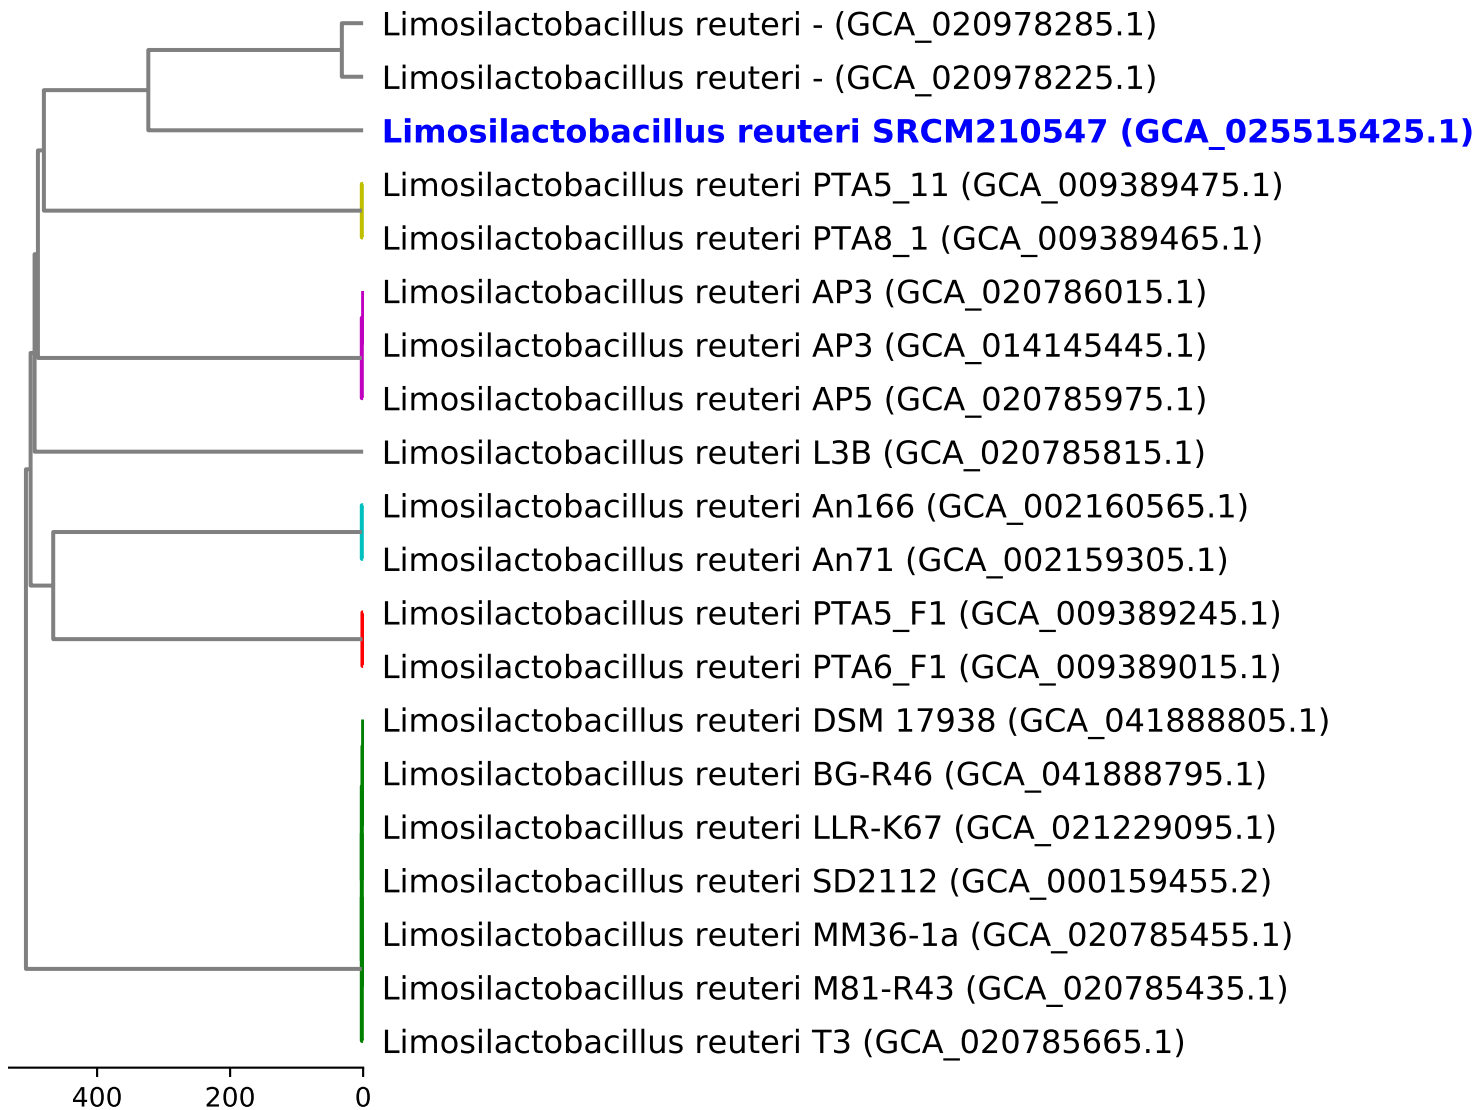 Limosilactobacillus reuteri - (GCA_020978285.1)
Limosilactobacillus reuteri - (GCA_020978225.1)
Limosilactobacillus reuteri SRCM210547 (GCA_025515425.1)
Limosilactobacillus reuteri PTA5_11 (GCA_009389475.1)
Limosilactobacillus reuteri PTA8_1 (GCA_009389465.1)
Limosilactobacillus reuteri AP3 (GCA_020786015.1)
Limosilactobacillus reuteri AP3 (GCA_014145445.1)
Limosilactobacillus reuteri AP5 (GCA_020785975.1)
Limosilactobacillus reuteri L3B (GCA_020785815.1)
Limosilactobacillus reuteri An166 (GCA_002160565.1)
Limosilactobacillus reuteri An71 (GCA_002159305.1)
Limosilactobacillus reuteri PTA5_F1 (GCA_009389245.1)
Limosilactobacillus reuteri PTA6_F1 (GCA_009389015.1)
Limosilactobacillus reuteri DSM 17938 (GCA_041888805.1)
Limosilactobacillus reuteri BG-R46 (GCA_041888795.1)
Limosilactobacillus reuteri LLR-K67 (GCA_021229095.1)
Limosilactobacillus reuteri SD2112 (GCA_000159455.2)
Limosilactobacillus reuteri MM36-1a (GCA_020785455.1)
Limosilactobacillus reuteri M81-R43 (GCA_020785435.1)
Limosilactobacillus reuteri T3 (GCA_020785665.1)
400 200 0